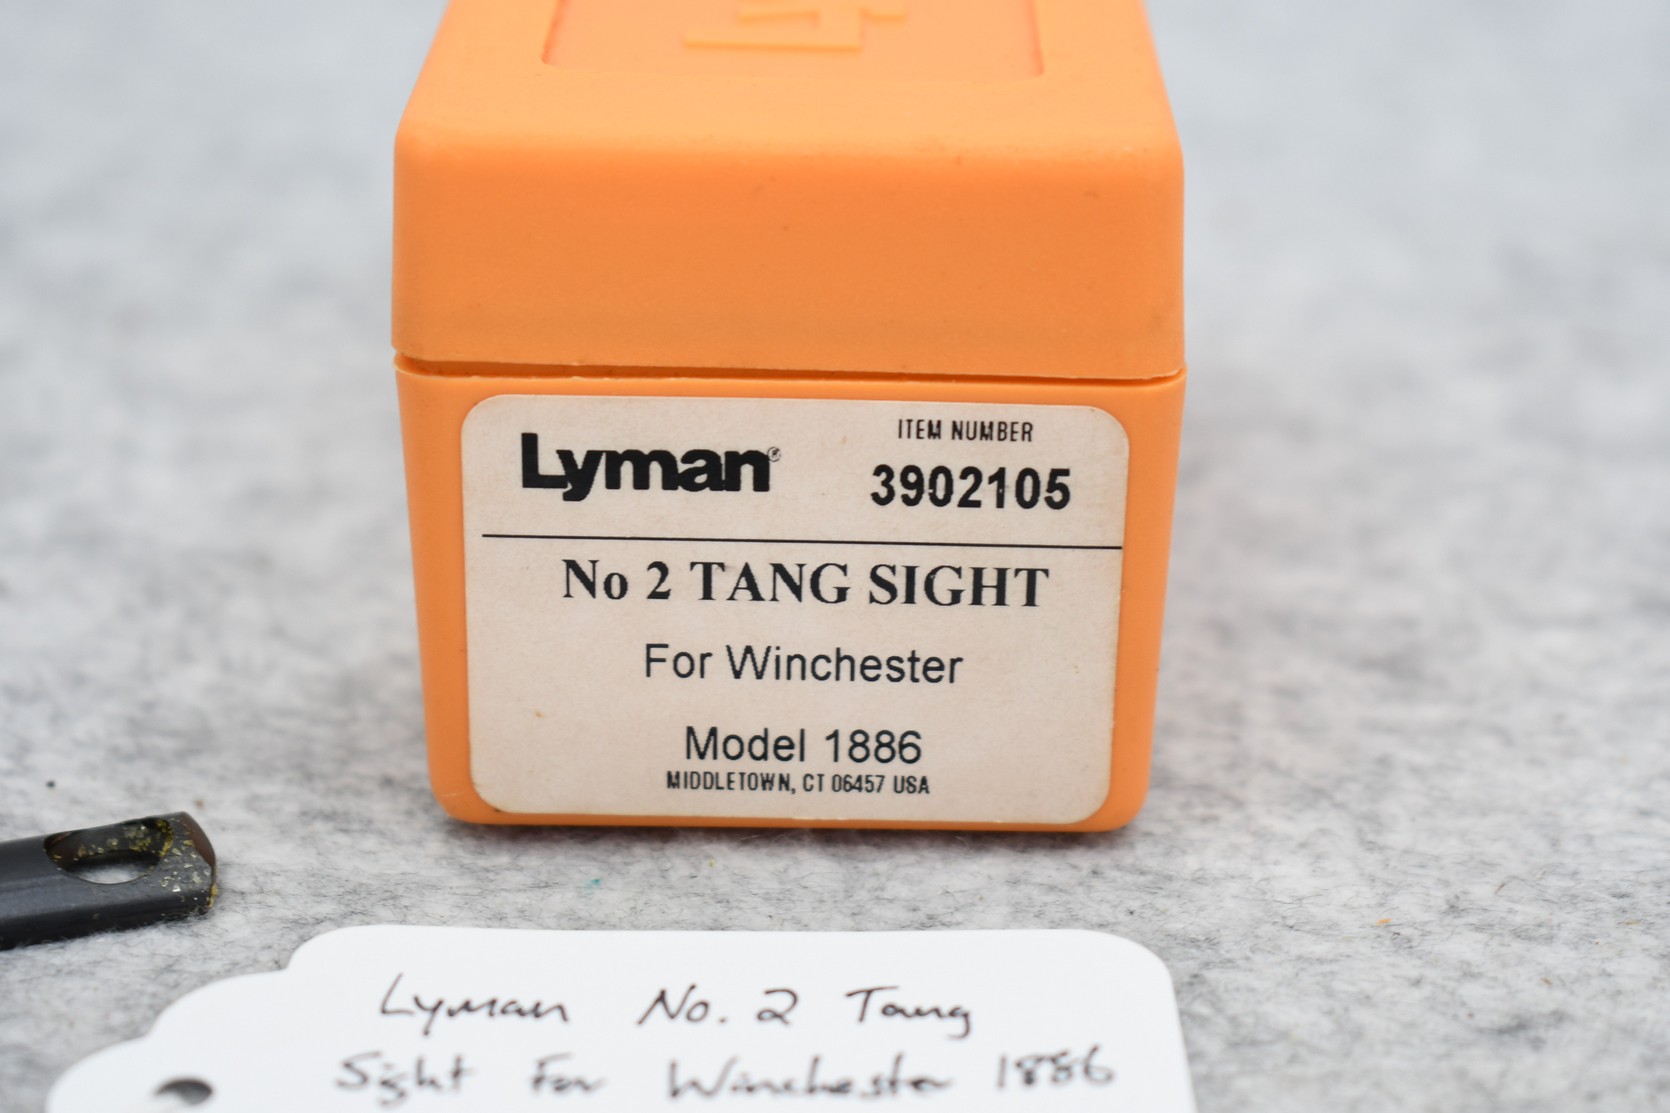 Lyman®
ITEM NUMBER
3902105
No 2 TANG SIGHT
For Winchester
Model 1886
MIDDLETOWN, CT 06457 USA
Lyman No. 2 Tang
Sight For Winchester 1886